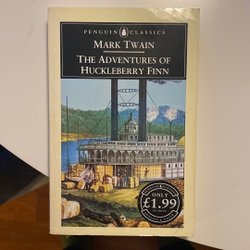 PENGUIN CLASSICS
MARK TWAIN
THE ADVENTURES OF
HUCKLEBERRY FINN
ONLY
£1.99